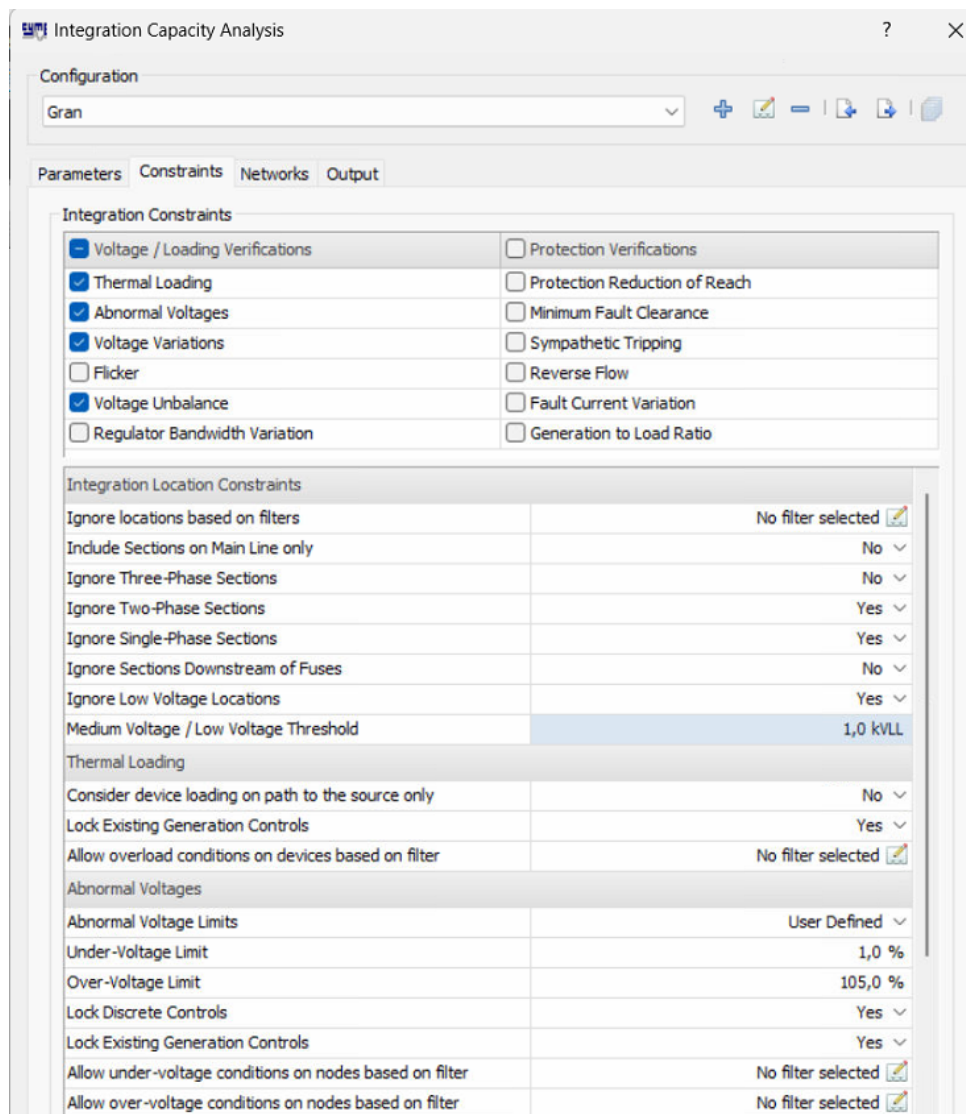 CYME Integration Capacity Analysis ?
Configuration
Gran
Parameters Constraints Networks Output
Integration Constraints
Voltage / Loading Verifications Protection Verifications
Thermal Loading Protection Reduction of Reach
Abnormal Voltages Minimum Fault Clearance
Voltage Variations Sympathetic Tripping
Flicker Reverse Flow
Voltage Unbalance Fault Current Variation
Regulator Bandwidth Variation Generation to Load Ratio
Integration Location Constraints
Ignore locations based on filters No filter selected
Include Sections on Main Line only No
Ignore Three-Phase Sections No
Ignore Two-Phase Sections Yes
Ignore Single-Phase Sections Yes
Ignore Sections Downstream of Fuses No
Ignore Low Voltage Locations Yes
Medium Voltage / Low Voltage Threshold 1,0 kVLL
Thermal Loading
Consider device loading on path to the source only No
Lock Existing Generation Controls Yes
Allow overload conditions on devices based on filter No filter selected
Abnormal Voltages
Abnormal Voltage Limits User Defined
Under-Voltage Limit 1,0 %
Over-Voltage Limit 105,0 %
Lock Discrete Controls Yes
Lock Existing Generation Controls Yes
Allow under-voltage conditions on nodes based on filter No filter selected
Allow over-voltage conditions on nodes based on filter No filter selected